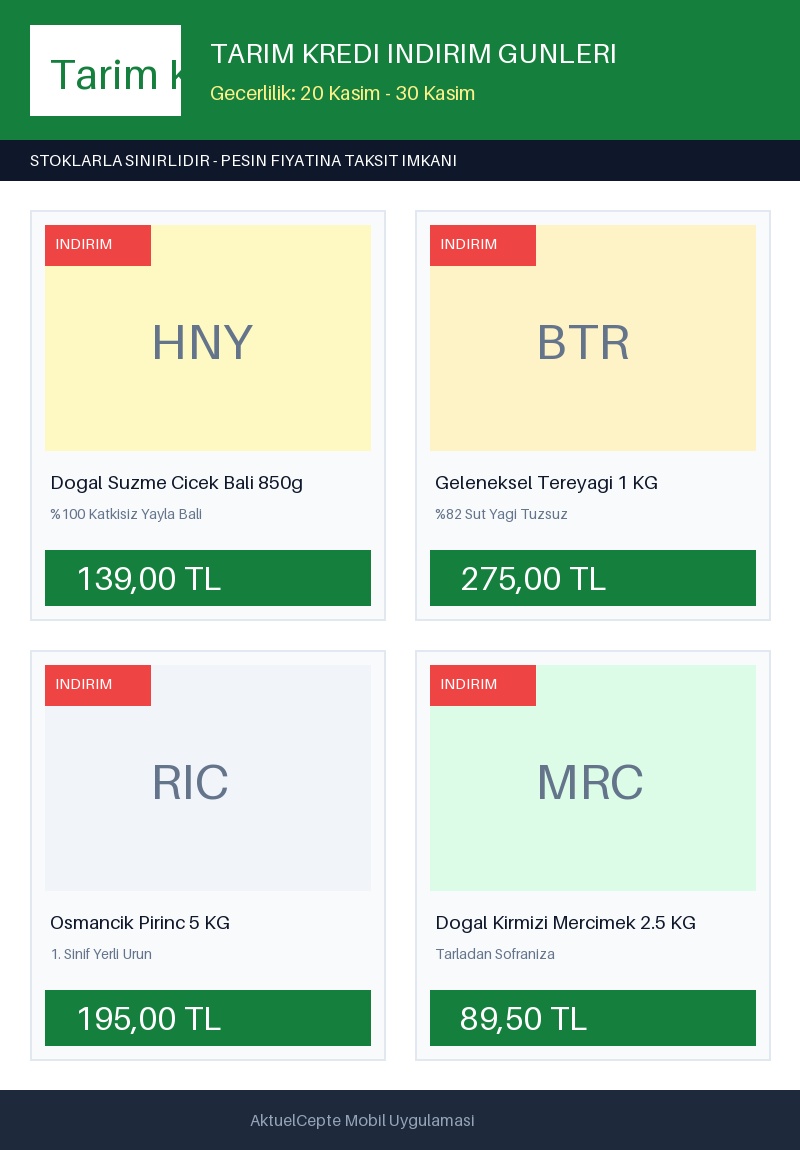 Tarim K
TARIM KREDI INDIRIM GUNLERI
Gecerlilik: 20 Kasim - 30 Kasim
STOKLARLA SINIRLIDIR - PESIN FIYATINA TAKSIT IMKANI
INDIRIM
HNY
Dogal Suzme Cicek Bali 850g
%100 Katkisiz Yayla Bali
139,00 TL
INDIRIM
BTR
Geleneksel Tereyagi 1 KG
%82 Sut Yagi Tuzsuz
275,00 TL
INDIRIM
RIC
Osmancik Pirinc 5 KG
1. Sinif Yerli Urun
195,00 TL
INDIRIM
MRC
Dogal Kirmizi Mercimek 2.5 KG
Tarladan Sofraniza
89,50 TL
AktuelCepte Mobil Uygulamasi